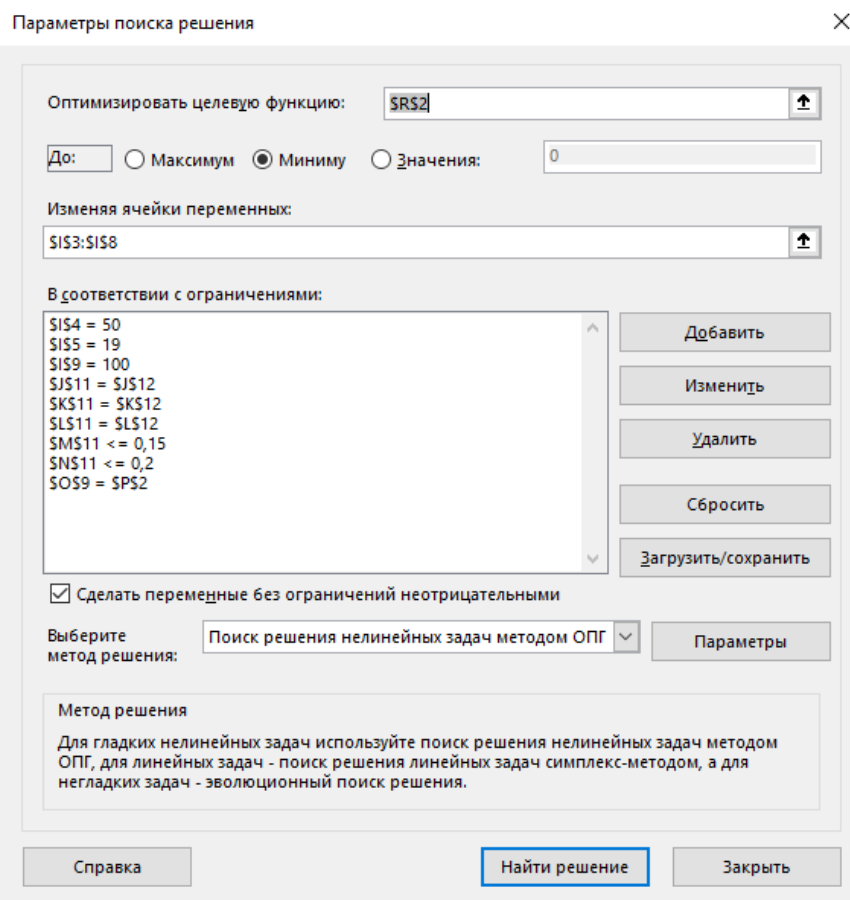 Параметры поиска решения
Оптимизировать целевую функцию: $R$2
До: Максимум Миниму Значения: 0
Изменяя ячейки переменных:
$I$3:$I$8
В соответствии с ограничениями:
$I$4 = 50
$I$5 = 19
$I$9 = 100
$J$11 = $J$12
$K$11 = $K$12
$L$11 = $L$12
$M$11 <= 0,15
$N$11 <= 0,2
$O$9 = $P$2
Добавить
Изменить
Удалить
Сбросить
Загрузить/сохранить
Сделать переменные без ограничений неотрицательными
Выберите
метод решения:
Поиск решения нелинейных задач методом ОПГ
Параметры
Метод решения
Для гладких нелинейных задач используйте поиск решения нелинейных задач методом
ОПГ, для линейных задач - поиск решения линейных задач симплекс-методом, а для
негладких задач - эволюционный поиск решения.
Справка
Найти решение
Закрыть